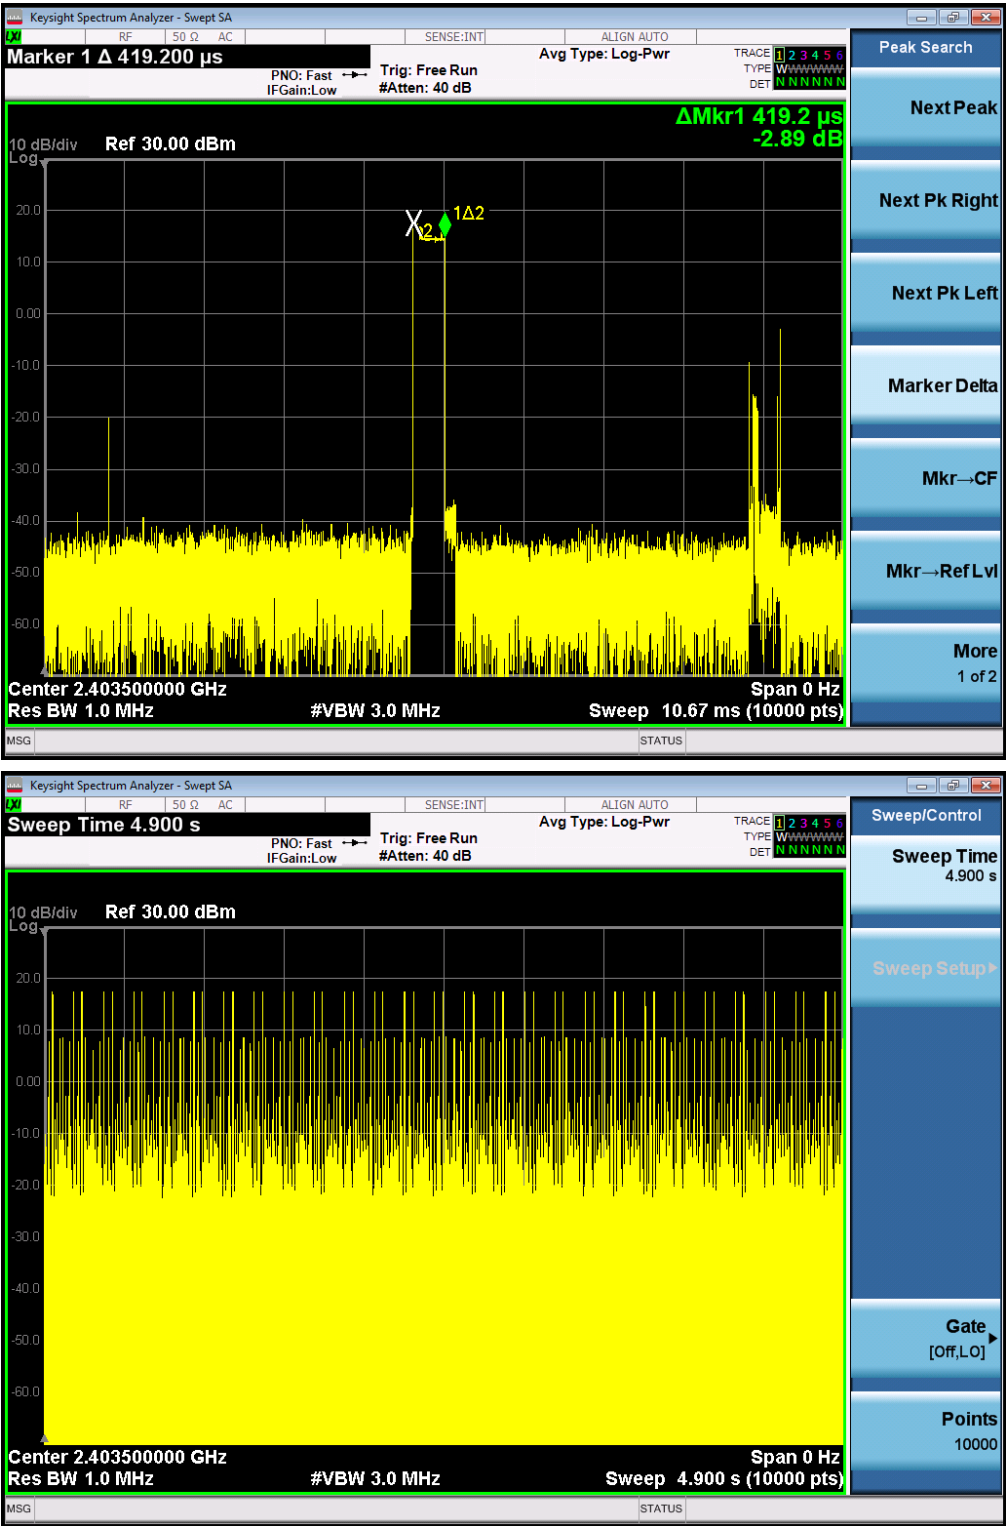 Keysight Spectrum Analyzer - Swept SA
LXI RF 50 Ω AC SENSE:INT ALIGN AUTO
Marker 1 Δ 419.200 µs
PNO: Fast
IFGain:Low
Trig: Free Run
#Atten: 40 dB
Avg Type: Log-Pwr
TRACE 1 2 3 4 5 6
TYPE W W W W W W
DET N N N N N N
ΔMkr1 419.2 µs
-2.89 dB
10 dB/div Ref 30.00 dBm
Log
20.0
10.0
0.00
-10.0
-20.0
-30.0
-40.0
-50.0
-60.0
X2
1Δ2
Center 2.403500000 GHz
Span 0 Hz
Res BW 1.0 MHz
#VBW 3.0 MHz
Sweep 10.67 ms (10000 pts)
MSG
STATUS
Peak Search
Next Peak
Next Pk Right
Next Pk Left
Marker Delta
Mkr→CF
Mkr→Ref Lvl
More
1 of 2
Keysight Spectrum Analyzer - Swept SA
LXI RF 50 Ω AC SENSE:INT ALIGN AUTO
Sweep Time 4.900 s
PNO: Fast
IFGain:Low
Trig: Free Run
#Atten: 40 dB
Avg Type: Log-Pwr
TRACE 1 2 3 4 5 6
TYPE W W W W W W
DET N N N N N N
10 dB/div Ref 30.00 dBm
Log
20.0
10.0
0.00
-10.0
-20.0
-30.0
-40.0
-50.0
-60.0
Center 2.403500000 GHz
Span 0 Hz
Res BW 1.0 MHz
#VBW 3.0 MHz
Sweep 4.900 s (10000 pts)
MSG
STATUS
Sweep/Control
Sweep Time
4.900 s
Sweep Setup
Gate
[Off,LO]
Points
10000